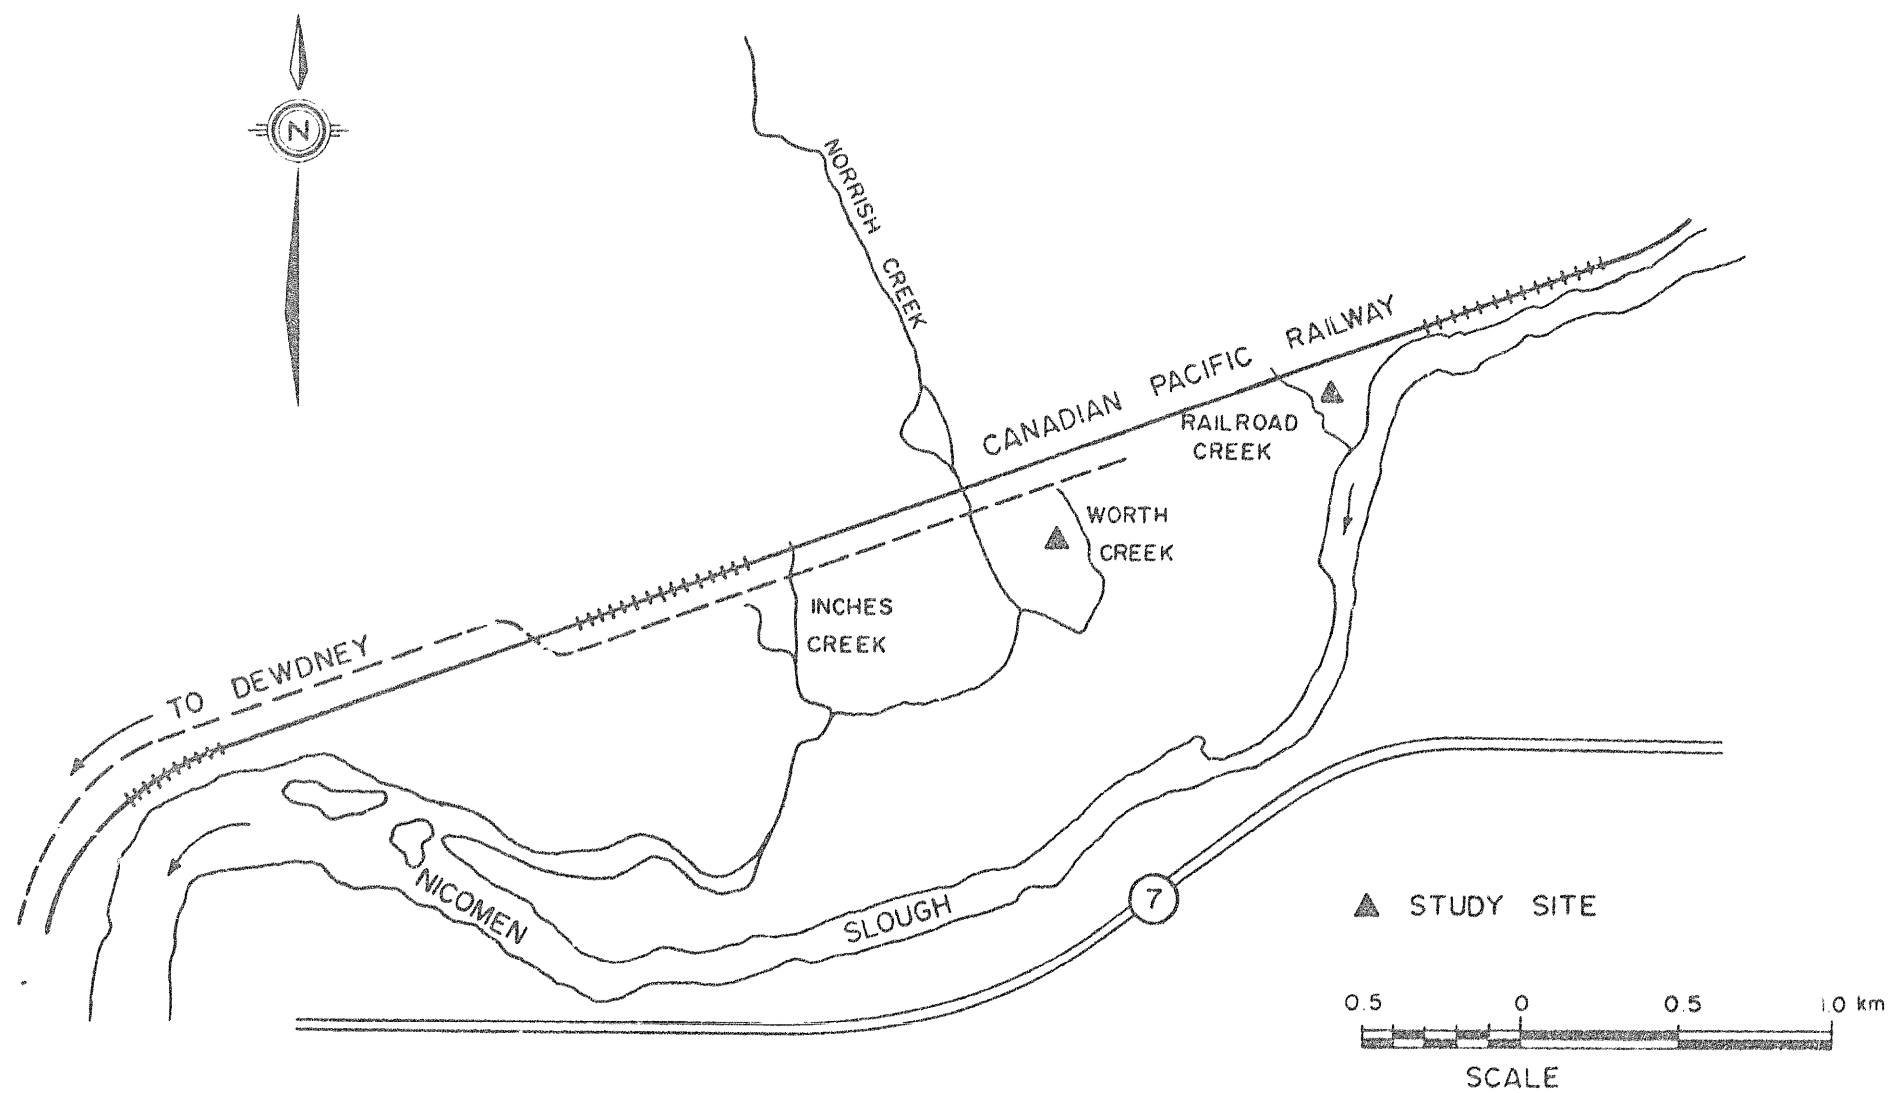 N
NORRISH CREEK
CANADIAN PACIFIC RAILWAY
RAILROAD
CREEK
WORTH
CREEK
INCHES
CREEK
TO DEWDNEY
NICOMEN SLOUGH
7
STUDY SITE
0.5 0 0.5 1.0 km
SCALE